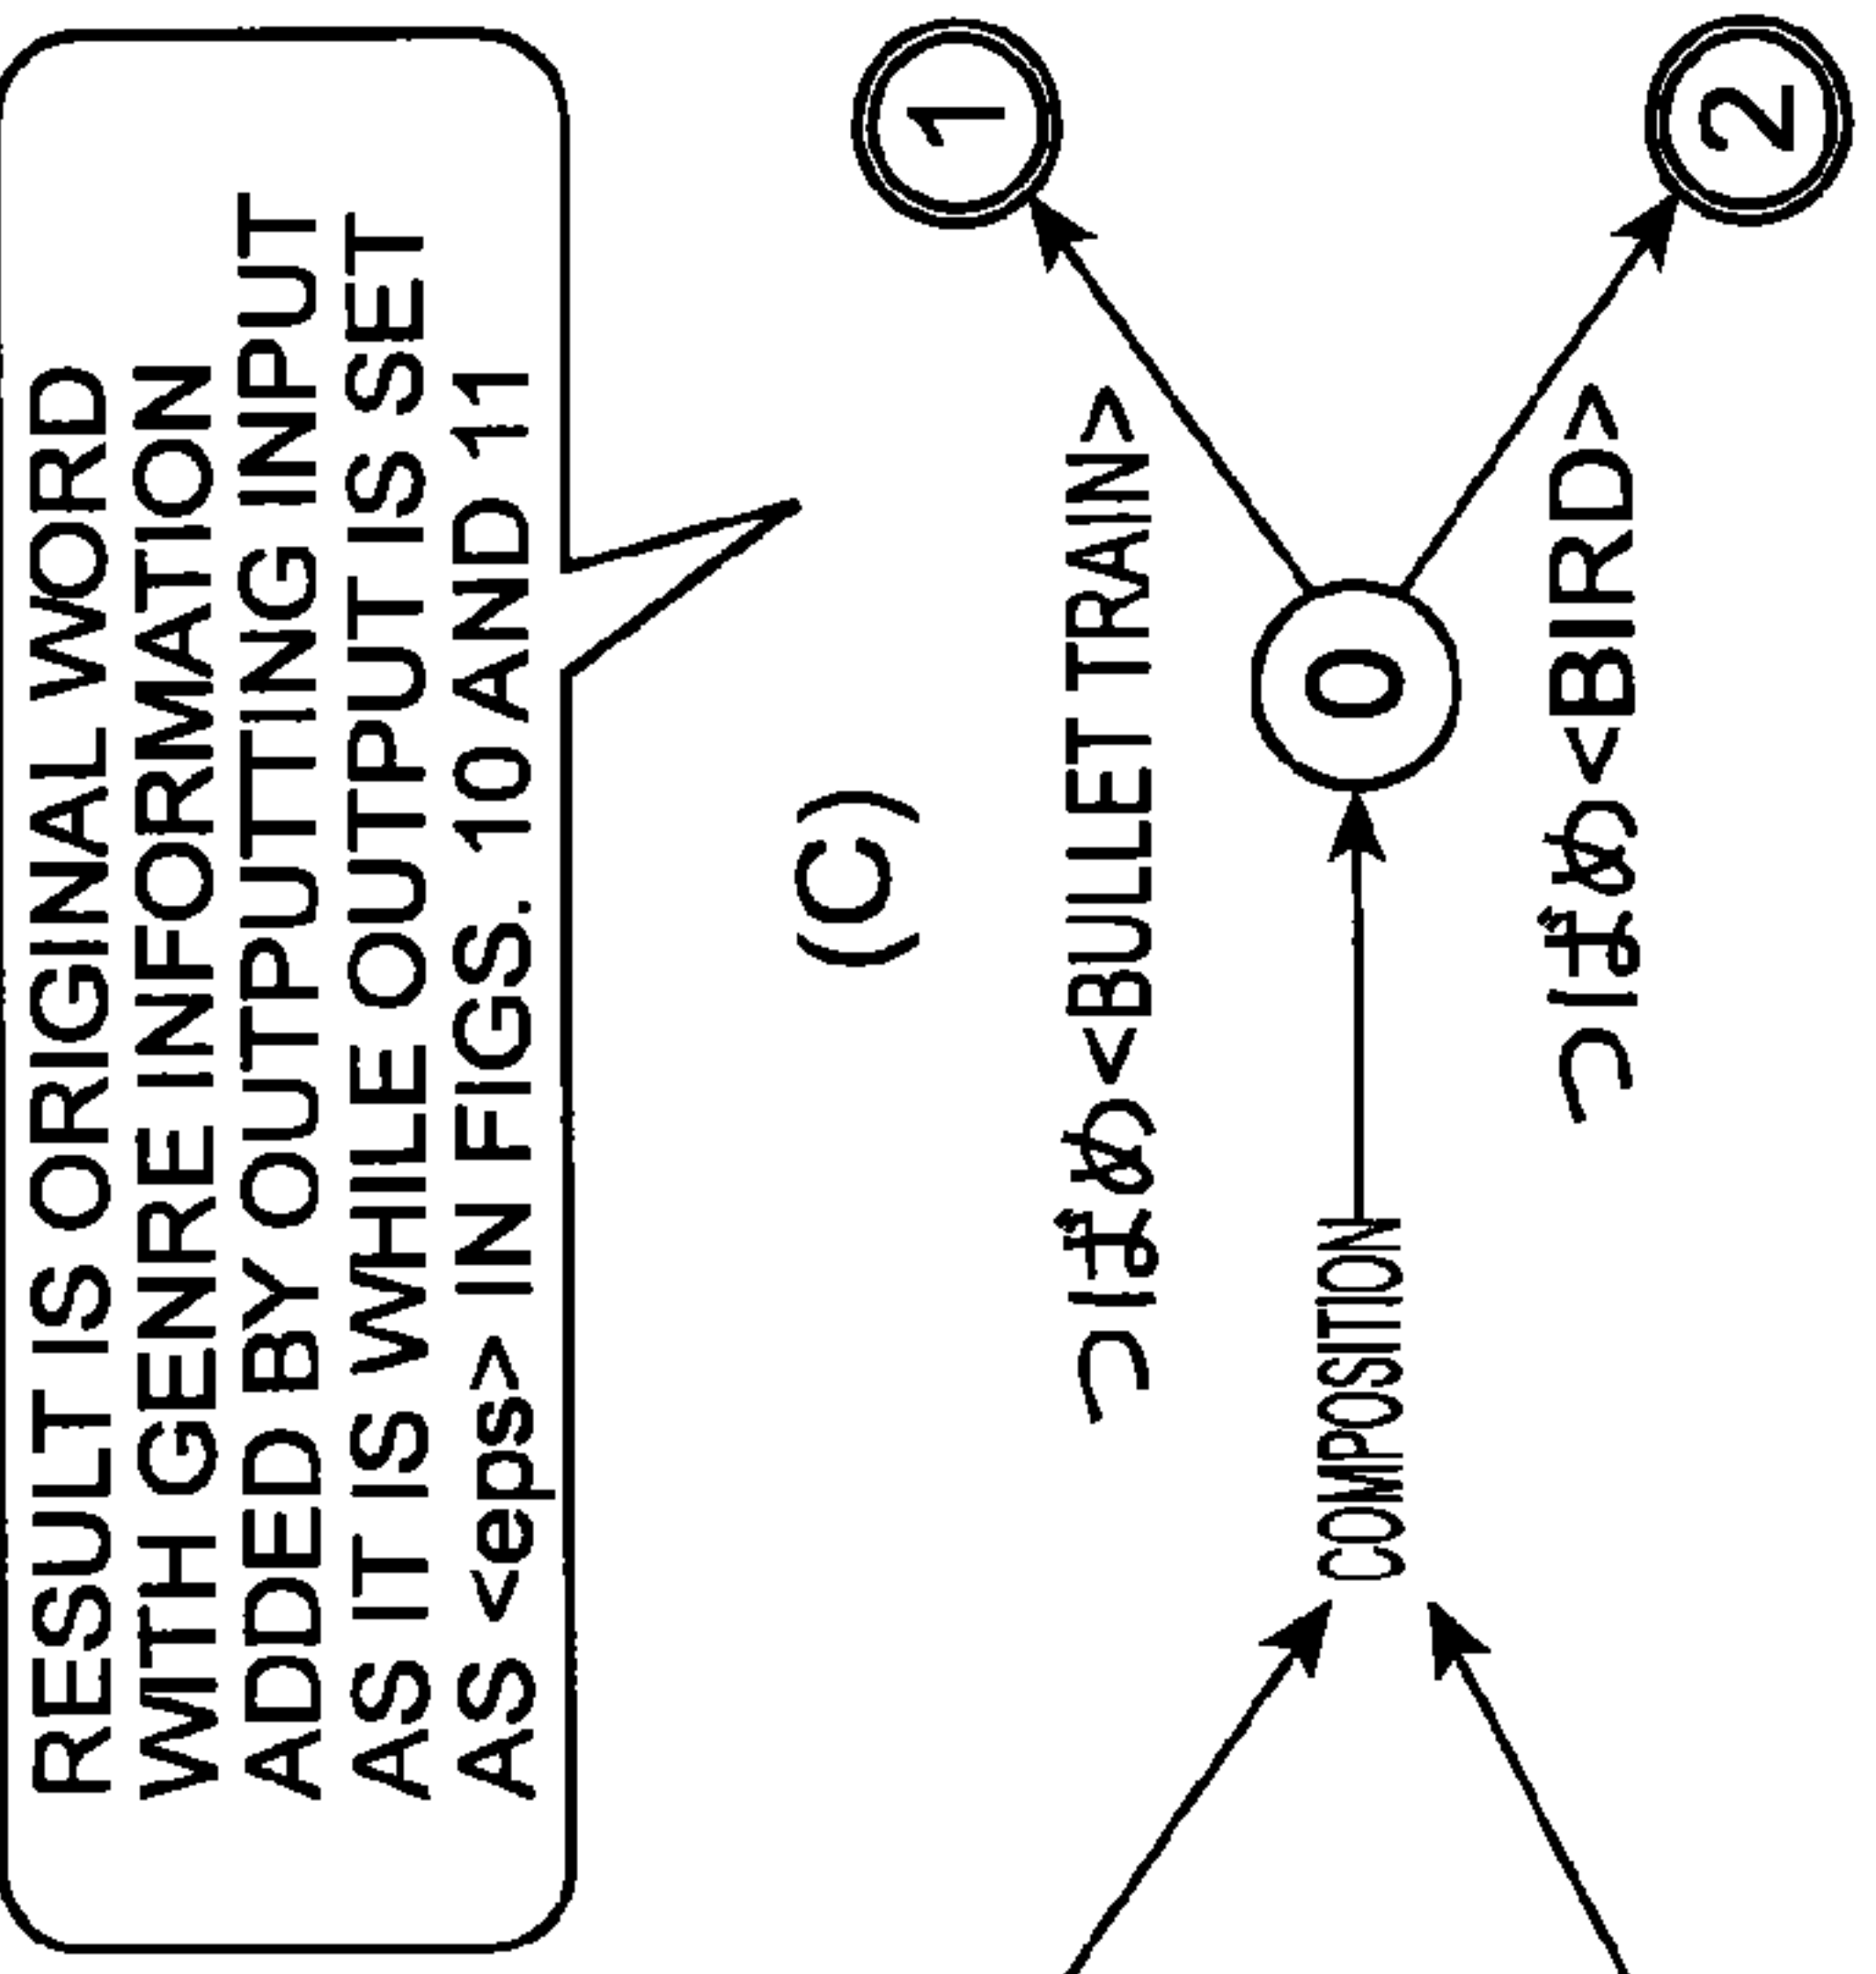 RESULT IS ORIGINAL WORD
WITH GENRE INFORMATION
ADDED BY OUTPUTTING INPUT
AS IT IS WHILE OUTPUT IS SET
AS <eps> IN FIGS. 10 AND 11
(C)
1
つばめ<BULLET TRAIN>
COMPOSITION
0
つばめ<BIRD>
2